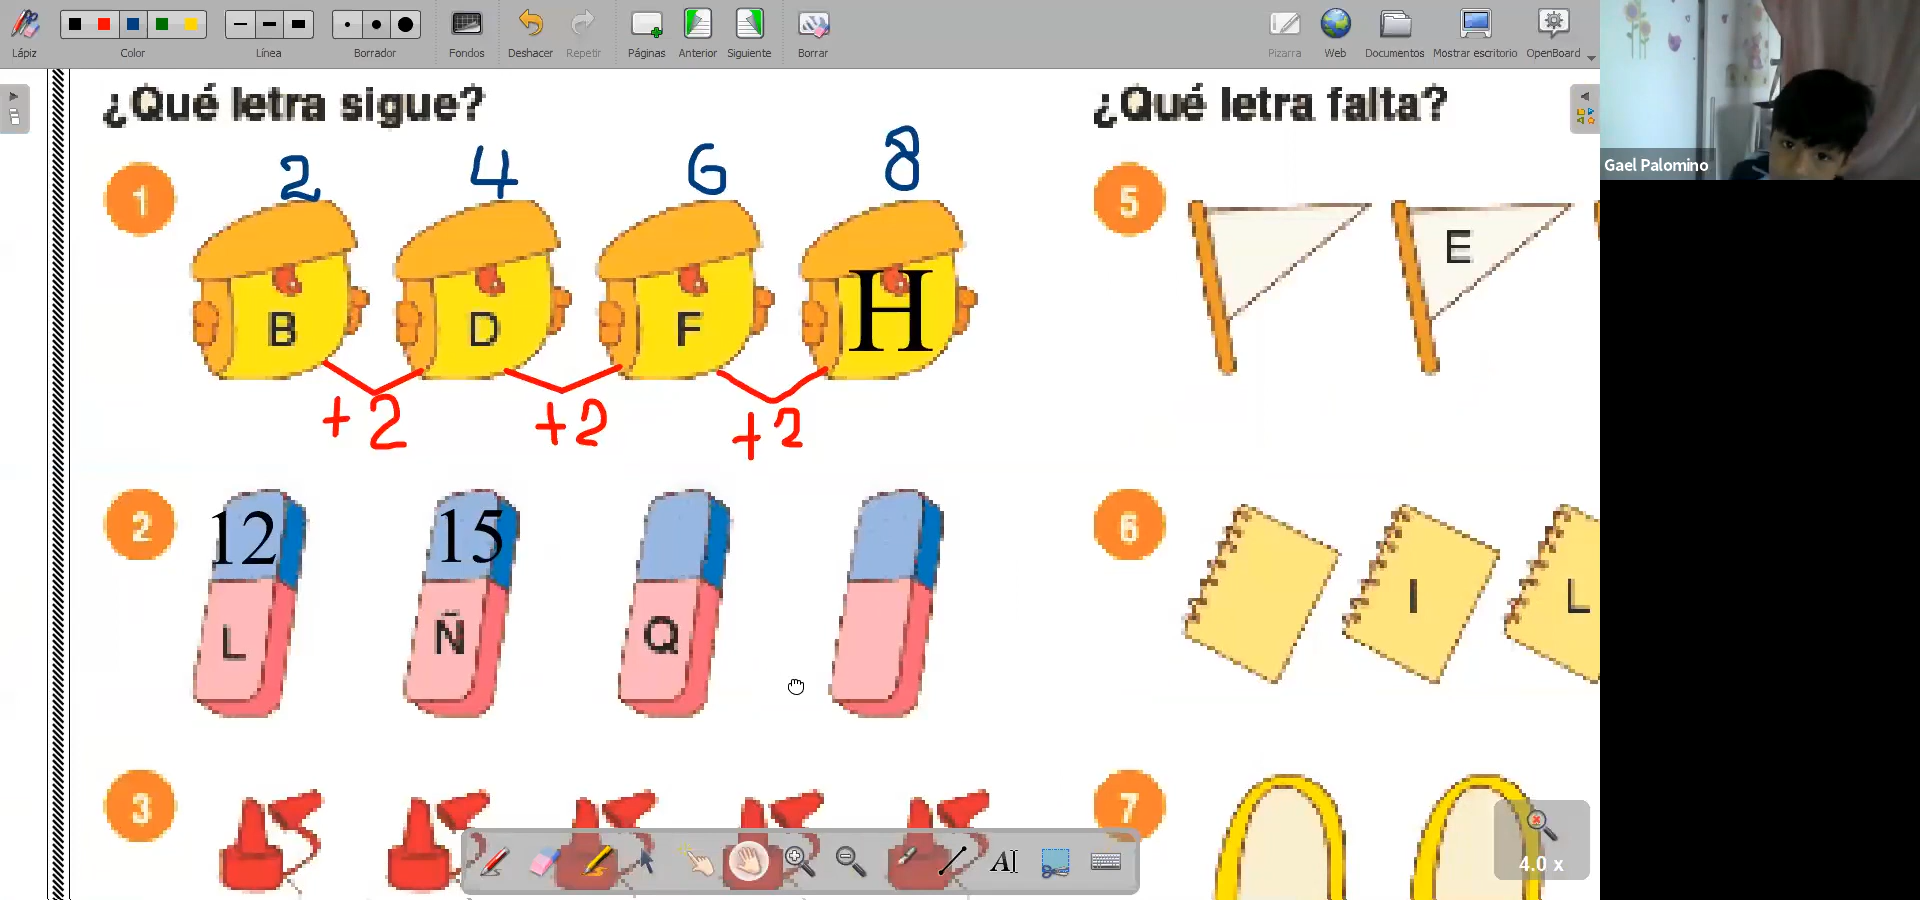 Lápiz
Color
Línea
Borrador
Fondos
Deshacer
Repetir
Páginas
Anterior
Siguiente
Borrar
Pizarra
Web
Documentos
Mostrar escritorio
OpenBoard
Gael Palomino
¿Qué letra sigue?
1
2 4 6 8
B D F H
+2 +2 +2
2
12 15
L Ñ Q
3
¿Qué letra falta?
5
E
6
I L
7
AI
4.0 x